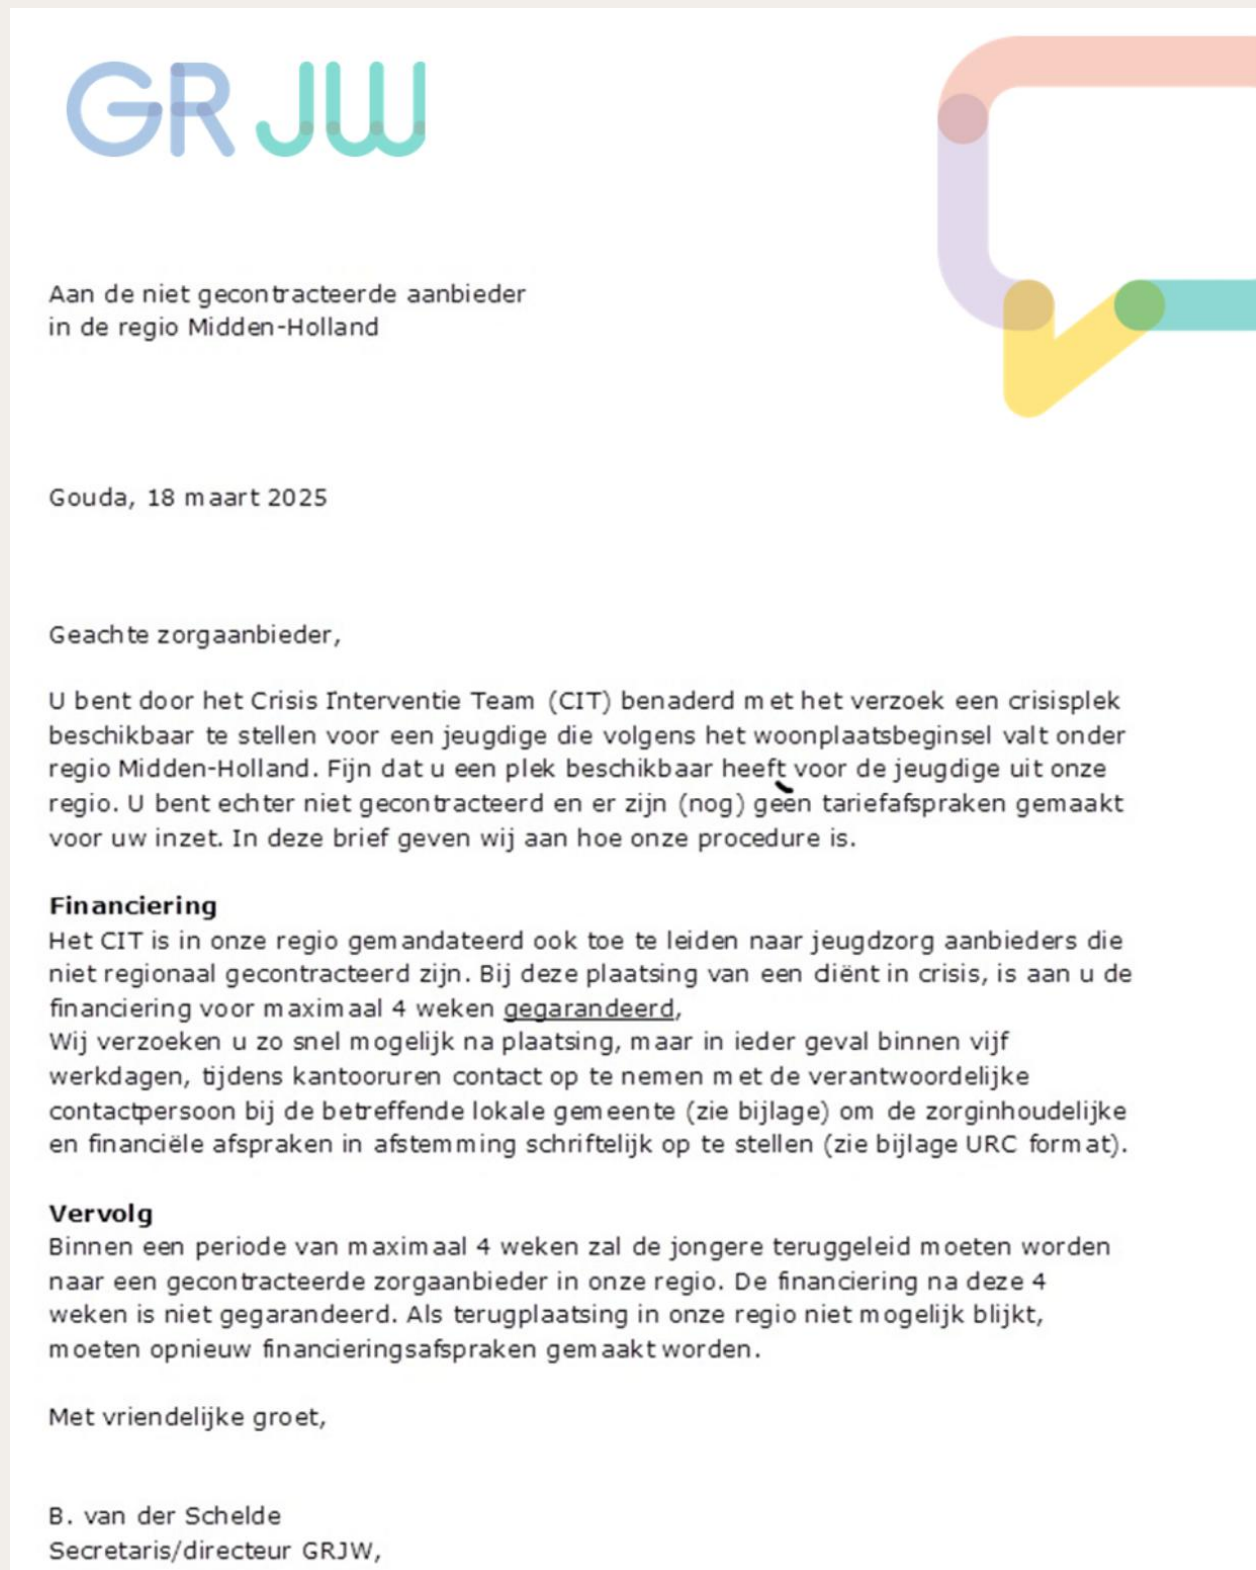 GR JW
Aan de niet gecontracteerde aanbieder
in de regio Midden-Holland
Gouda, 18 maart 2025
Geachte zorgaanbieder,
U bent door het Crisis Interventie Team (CIT) benaderd met het verzoek een crisisplek
beschikbaar te stellen voor een jeugdige die volgens het woonplaatsbeginsel valt onder
regio Midden-Holland. Fijn dat u een plek beschikbaar heeft voor de jeugdige uit onze
regio. U bent echter niet gecontracteerd en er zijn (nog) geen tariefafspraken gemaakt
voor uw inzet. In deze brief geven wij aan hoe onze procedure is.
Financiering
Het CIT is in onze regio gemandateerd ook toe te leiden naar jeugdzorg aanbieders die
niet regionaal gecontracteerd zijn. Bij deze plaatsing van een diënt in crisis, is aan u de
financiering voor maximaal 4 weken gegarandeerd,
Wij verzoeken u zo snel mogelijk na plaatsing, maar in ieder geval binnen vijf
werkdagen, tijdens kantooruren contact op te nemen met de verantwoordelijke
contactpersoon bij de betreffende lokale gemeente (zie bijlage) om de zorginhoudelijke
en financiële afspraken in afstemming schriftelijk op te stellen (zie bijlage URC format).
Vervolg
Binnen een periode van maximaal 4 weken zal de jongere teruggeleid moeten worden
naar een gecontracteerde zorgaanbieder in onze regio. De financiering na deze 4
weken is niet gegarandeerd. Als terugplaatsing in onze regio niet mogelijk blijkt,
moeten opnieuw financieringsafspraken gemaakt worden.
Met vriendelijke groet,
B. van der Schelde
Secretaris/directeur GRJW,